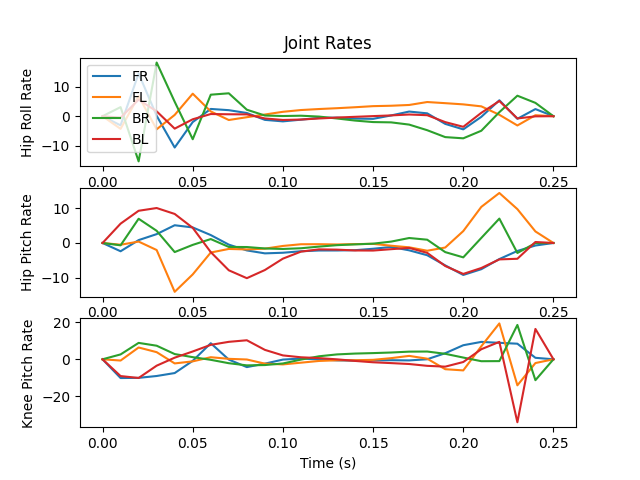 Joint Rates
Hip Roll Rate
10
0
−10
FR
FL
BR
BL
0.00 0.05 0.10 0.15 0.20 0.25
Hip Pitch Rate
10
0
−10
0.00 0.05 0.10 0.15 0.20 0.25
Knee Pitch Rate
20
0
−20
0.00 0.05 0.10 0.15 0.20 0.25
Time (s)